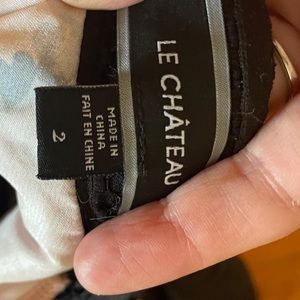 LE CHÂTEAU
MADE IN
CHINA
FAIT EN CHINE
2